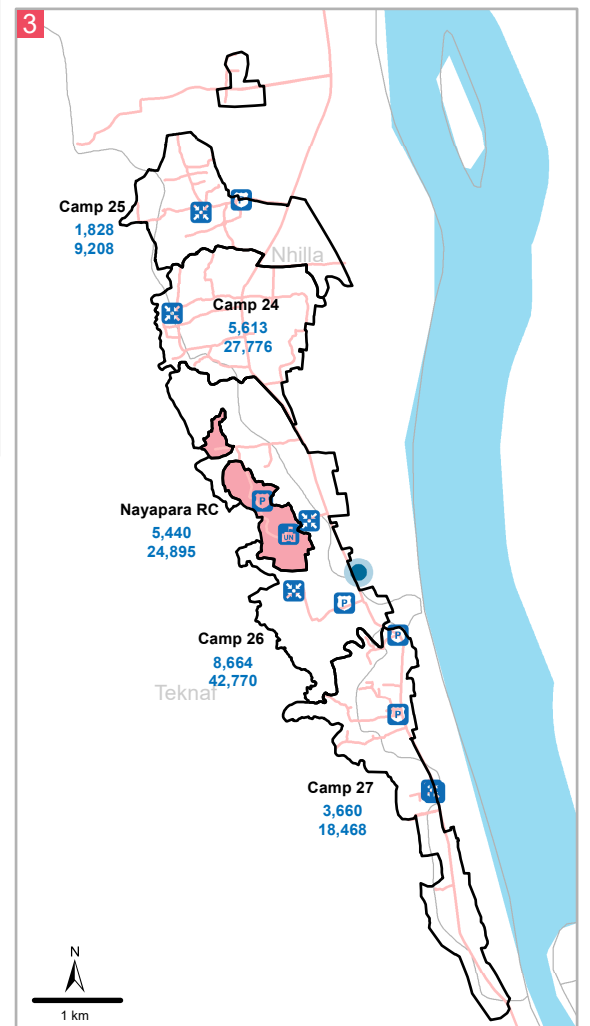 3
Camp 25
1,828
9,208
Nhilla
Camp 24
5,613
27,776
Nayapara RC
5,440
24,895
P
UN
P
Camp 26
8,664
42,770
P
Teknaf
P
Camp 27
3,660
18,468
N
1 km